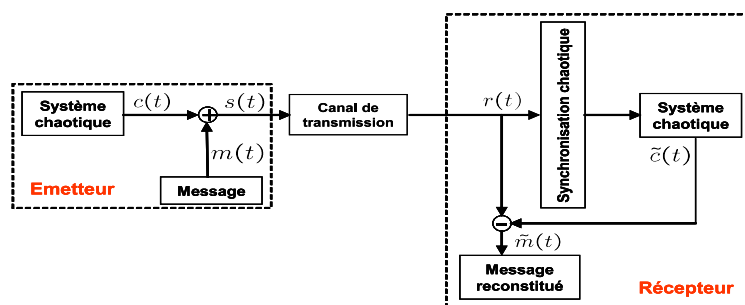 Système
chaotique
c(t)
s(t)
m(t)
Message
Emetteur
Canal de
transmission
r(t)
Synchronisation chaotique
Système
chaotique
c̃(t)
m̃(t)
Message
reconstitué
Récepteur